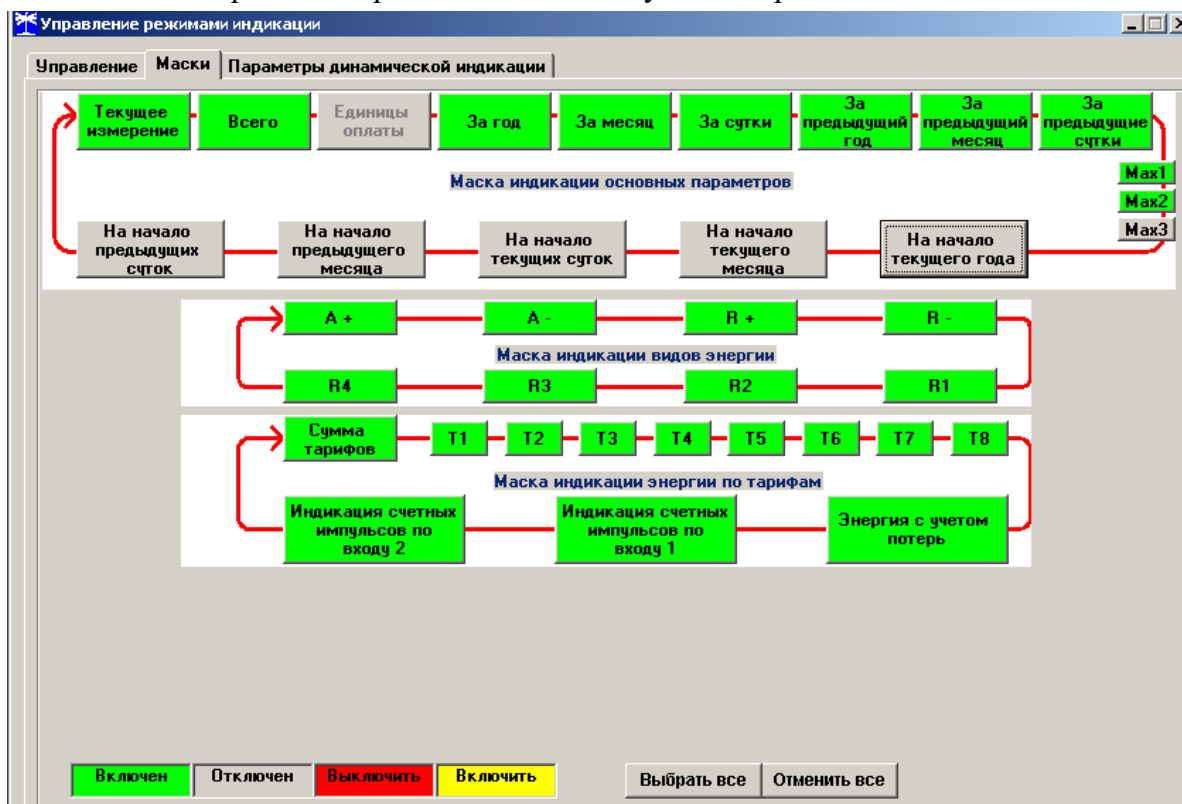 Управление режимами индикации
Управление Маски Параметры динамической индикации
Текущее
измерение
Всего
Единицы
оплаты
За год
За месяц
За сутки
За
предыдущий
год
За
предыдущий
месяц
За
предыдущие
сутки
Маска индикации основных параметров
Max1
Max2
Max3
На начало
предыдущих
суток
На начало
предыдущего
месяца
На начало
текущих суток
На начало
текущего
месяца
На начало
текущего года
A +
A -
R +
R -
Маска индикации видов энергии
R4
R3
R2
R1
Сумма
тарифов
T1
T2
T3
T4
T5
T6
T7
T8
Маска индикации энергии по тарифам
Индикация счетных
импульсов по
входу 2
Индикация счетных
импульсов по
входу 1
Энергия с учетом
потерь
Включен
Отключен
Выключить
Включить
Выбрать все
Отменить все